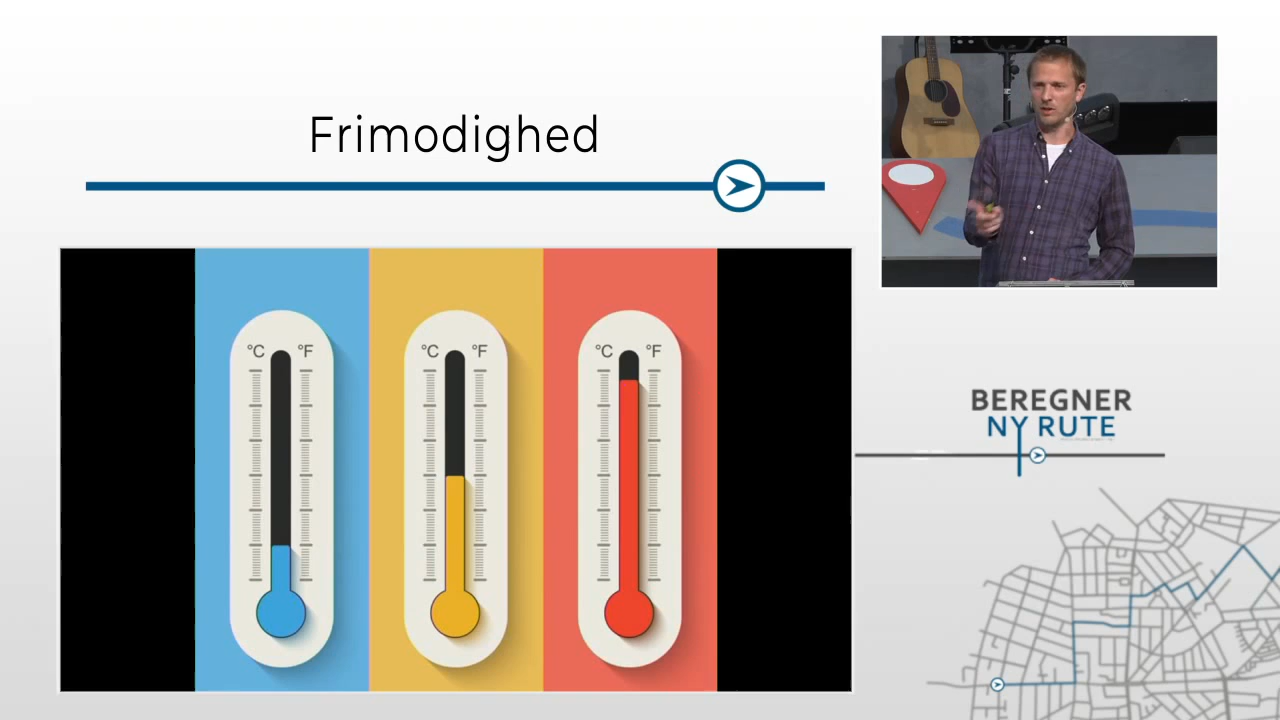 Frimodighed
°C °F
°C °F
°C °F
BEREGNER
NY RUTE